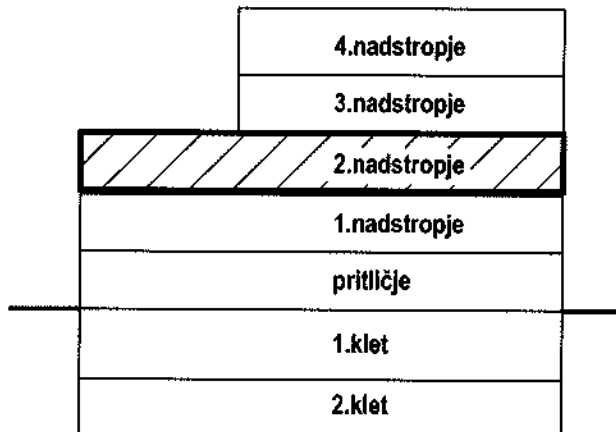 4.nadstropje
3.nadstropje
2.nadstropje
1.nadstropje
pritličje
1.klet
2.klet